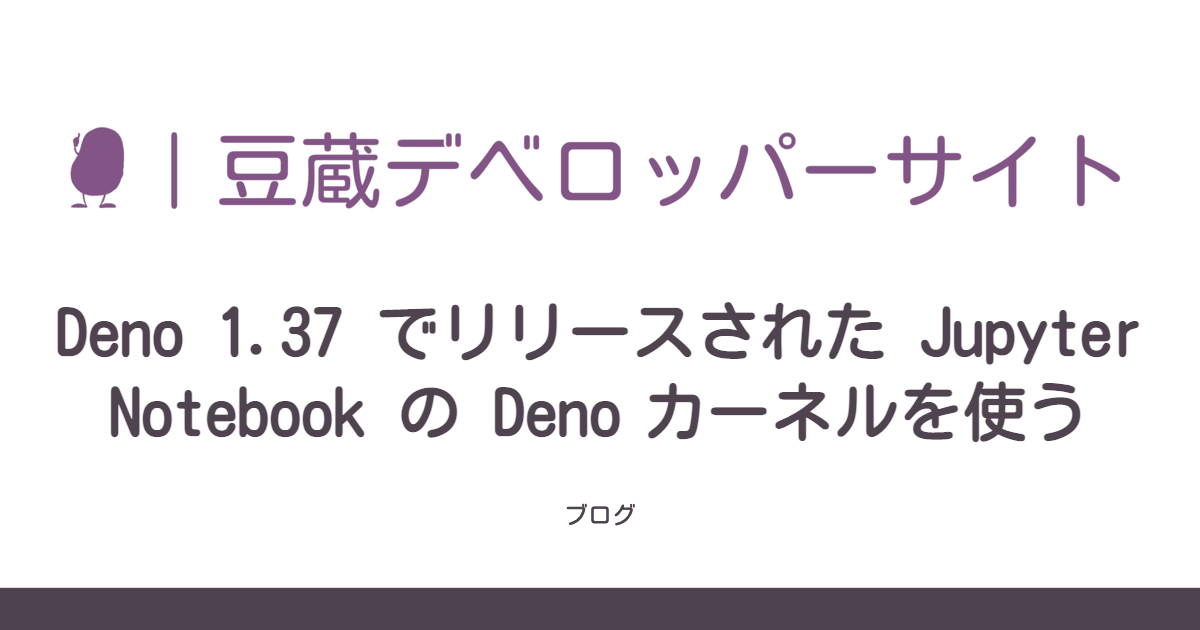 | 豆蔵デベロッパーサイト
Deno 1.37 でリリースされた Jupyter
Notebook の Deno カーネルを使う
ブログ